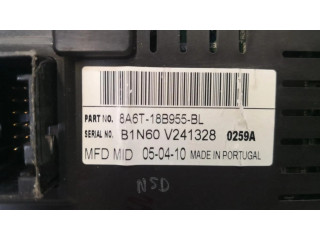 PART NO. 8A6T-18B955-BL
SERIAL NO. B1N60 V241328 0259A
MFD MID 05-04-10 MADE IN PORTUGAL
NSD